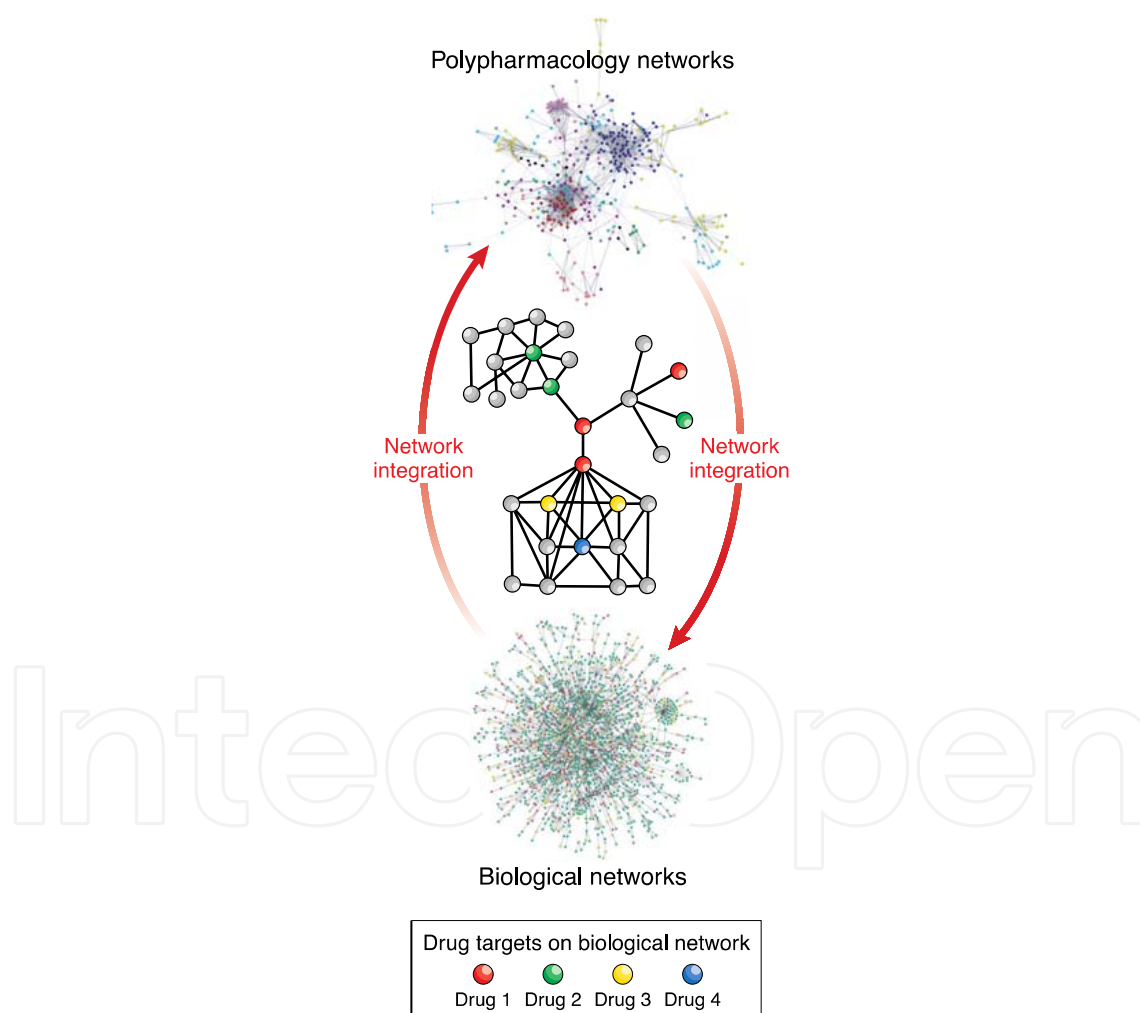 Polypharmacology networks
Network
integration
Network
integration
Biological networks
IntechOpen
Drug targets on biological network
Drug 1 Drug 2 Drug 3 Drug 4